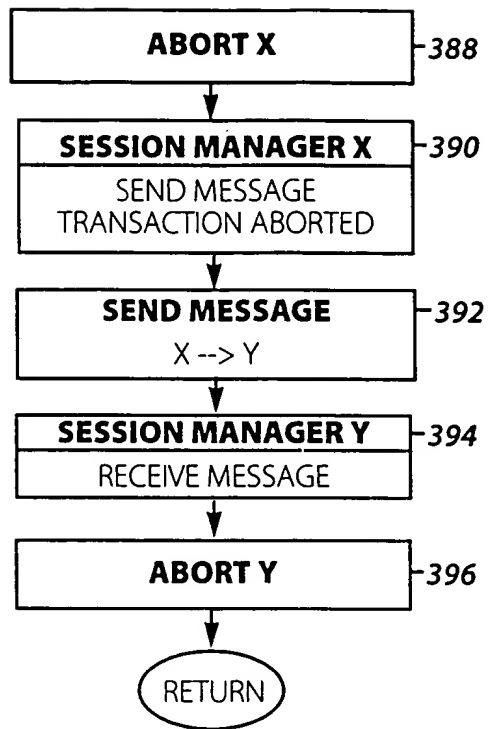 ABORT X
388
SESSION MANAGER X
390
SEND MESSAGE
TRANSACTION ABORTED
SEND MESSAGE
392
X --> Y
SESSION MANAGER Y
394
RECEIVE MESSAGE
ABORT Y
396
RETURN